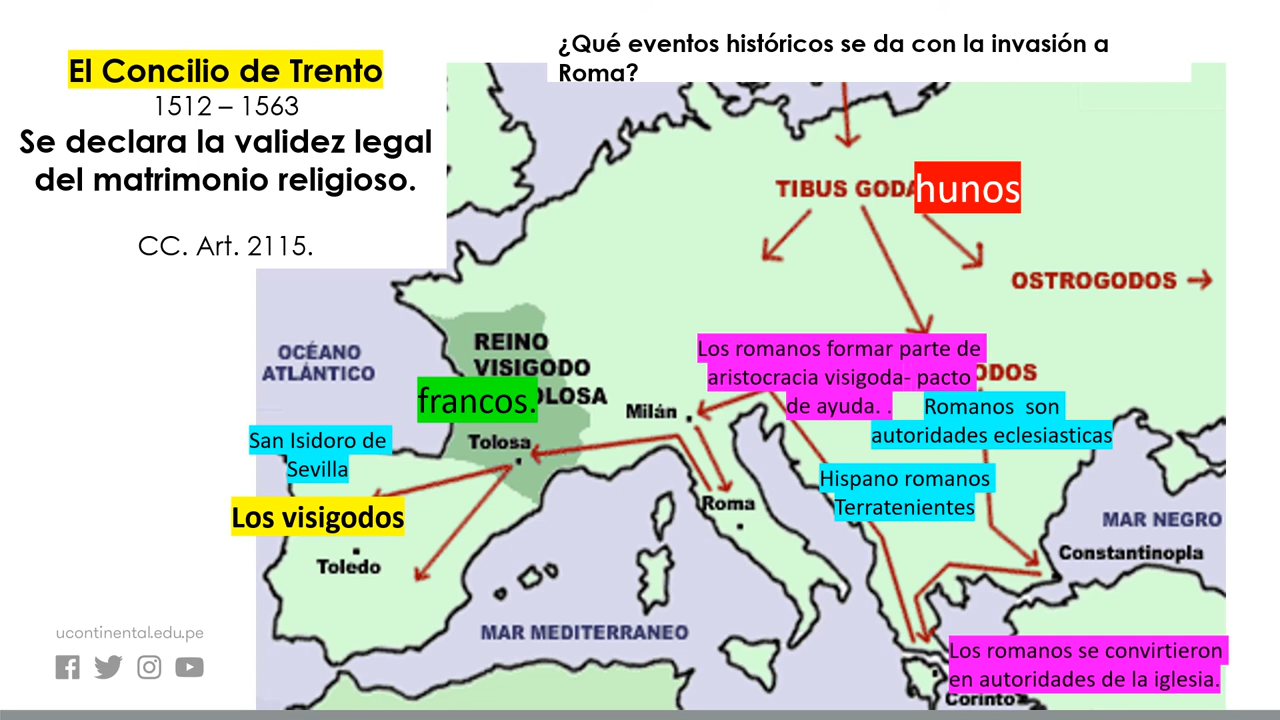 ¿Qué eventos históricos se da con la invasión a
Roma?
El Concilio de Trento
1512 – 1563
Se declara la validez legal
del matrimonio religioso.
CC. Art. 2115.
TIBUS GODA
hunos
OSTROGODOS
REINO
VISIGODO
OLOSA
francos.
OCÉANO
ATLÁNTICO
Los romanos formar parte de
aristocracia visigoda- pacto
de ayuda. .
ODOS
Romanos son
autoridades eclesiasticas
Milán
San Isidoro de
Sevilla
Tolosa
Hispano romanos
Terratenientes
Roma
Los visigodos
MAR NEGRO
Constantinopla
Toledo
MAR MEDITERRANEO
ucontinental.edu.pe
Los romanos se convirtieron
en autoridades de la iglesia.
Corinto